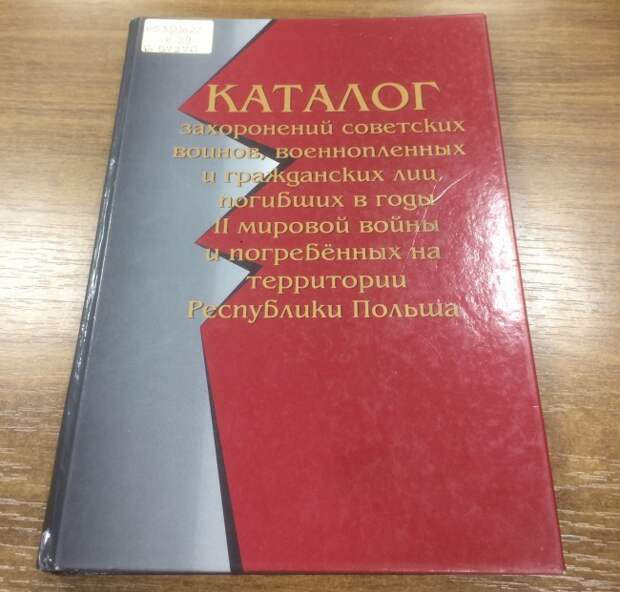 КАТАЛОГ
захоронений советских
воинов, военнопленных
и гражданских лиц,
погибших в годы
II мировой войны
и погребённых на
территории
Республики Польша